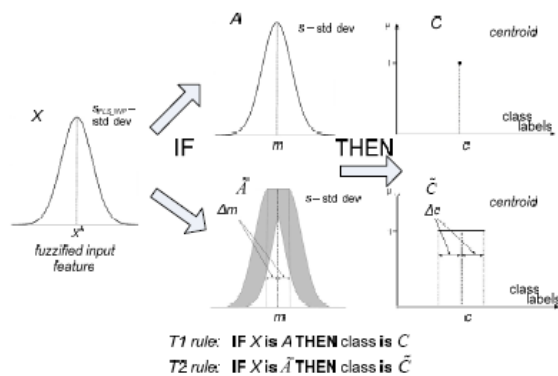 A
s – std dev
μ
C
centroid
1
class
labels
c
X
std dev
IF
m
THEN
x
fuzzified input
feature
Ã
s – std dev
Δm
m
μ
C̃
centroid
Δc
1
class
labels
c
T1 rule: IF X is A THEN class is C
T2 rule: IF X is Ã THEN class is C̃